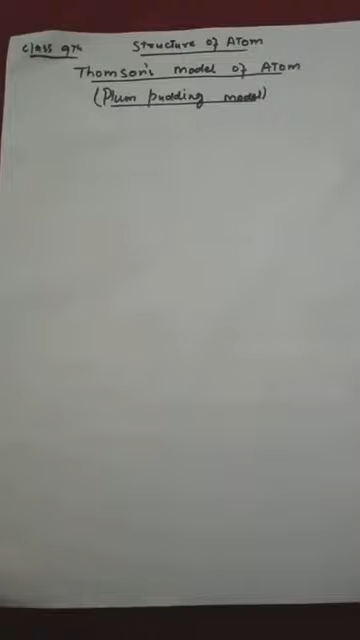 Class 9th Structure of Atom
Thomson's model of Atom
(Plum pudding model)